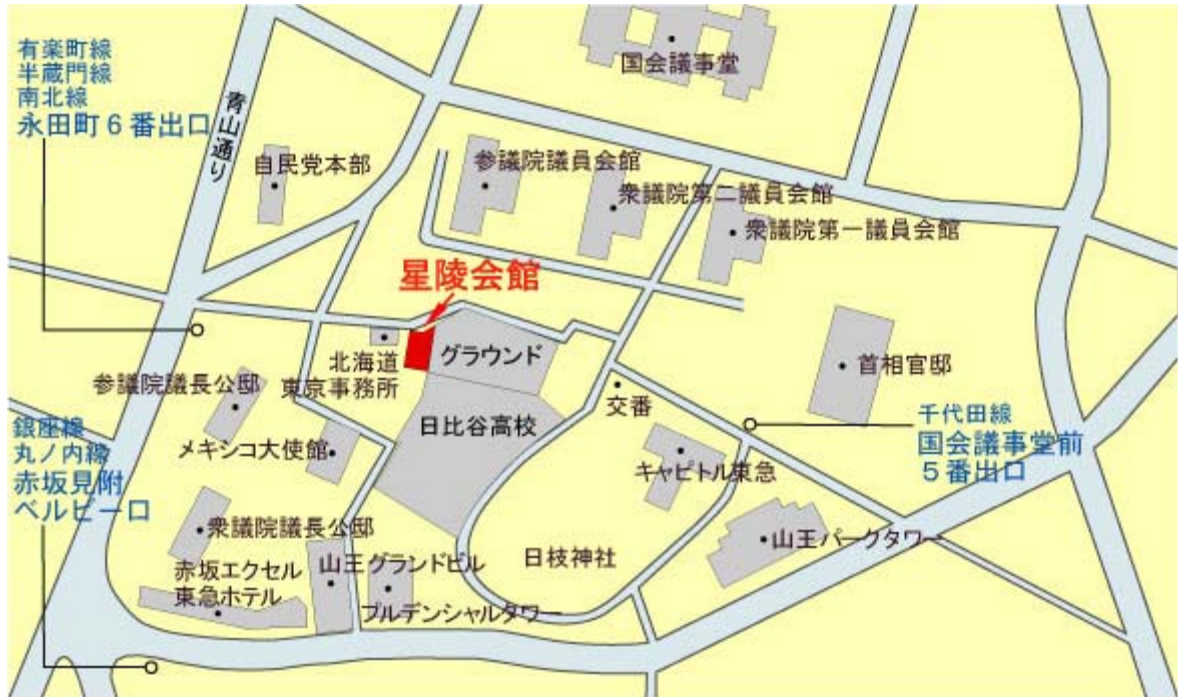 有楽町線
半蔵門線
南北線
永田町6番出口
青山通り
国会議事堂
自民党本部
参議院議員会館
衆議院第二議員会館
衆議院第一議員会館
星陵会館
北海道
東京事務所
グラウンド
日比谷高校
首相官邸
参議院議長公邸
メキシコ大使館
交番
千代田線
国会議事堂前
5番出口
銀座線
丸ノ内線
赤坂見附
ベルビー口
キャピトル東急
衆議院議長公邸
山王パークタワー
日枝神社
赤坂エクセル
東急ホテル
山王グランドビル
プルデンシャルタワー